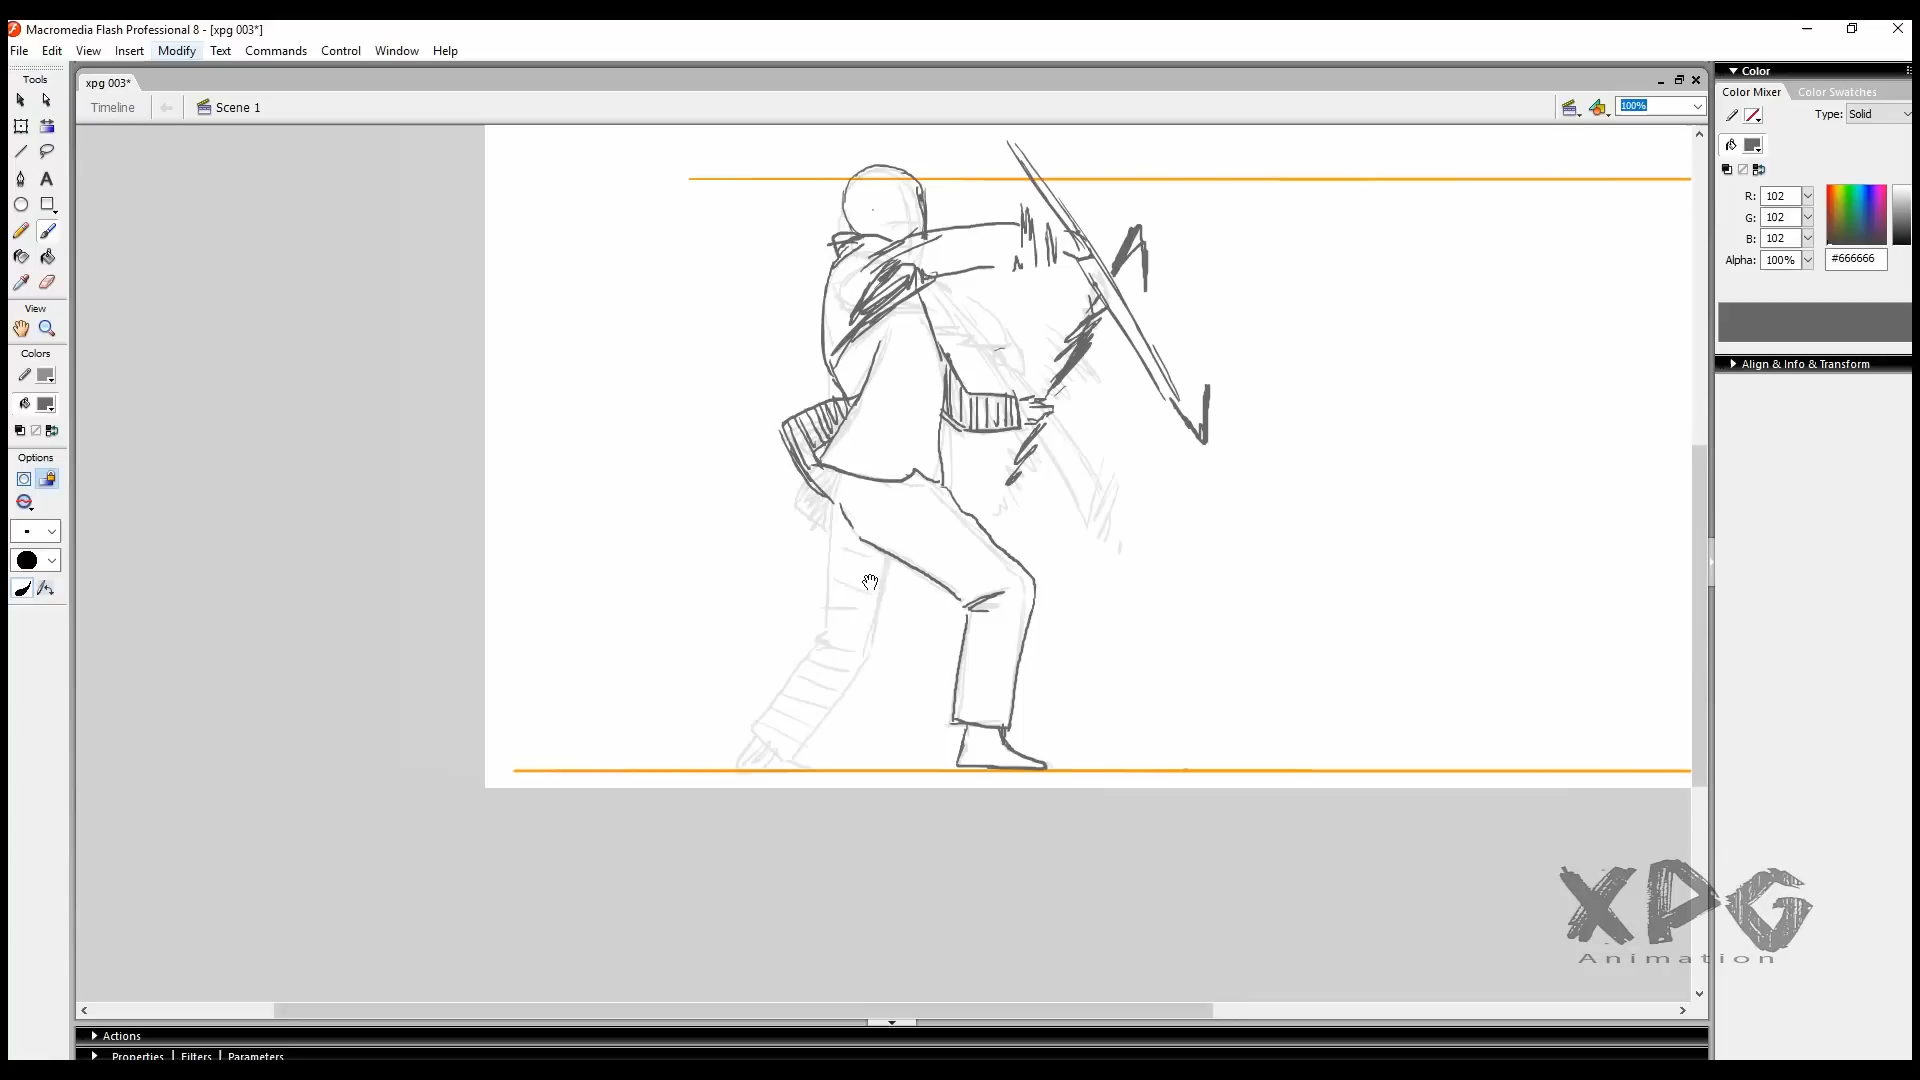 Macromedia Flash Professional 8 - [xpg 003*]
File Edit View Insert Modify Text Commands Control Window Help
Tools
xpg 003*
Timeline
Scene 1
100%
Color
Color Mixer Color Swatches
Type: Solid
R: 102
G: 102
B: 102
Alpha: 100% #666666
Align & Info & Transform
View
Colors
Options
XPG
Animation
Actions
Properties | Filters | Parameters